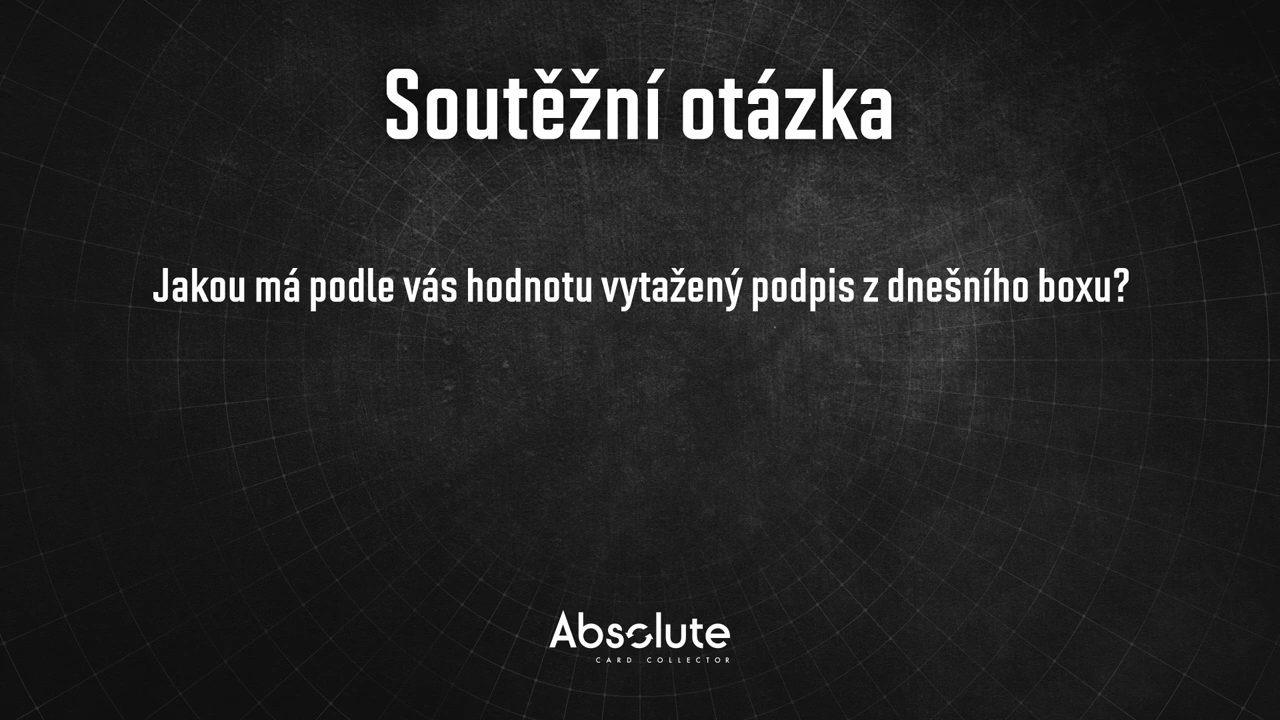 Soutěžní otázka
Jakou má podle vás hodnotu vytažený podpis z dnešního boxu?
Absolute
CARD COLLECTOR